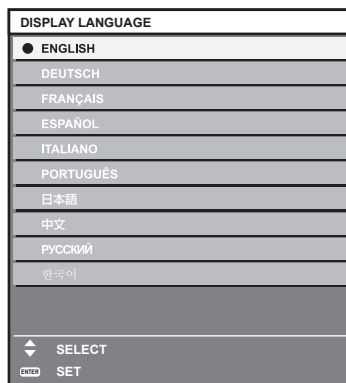 DISPLAY LANGUAGE
ENGLISH
DEUTSCH
FRANÇAIS
ESPAÑOL
ITALIANO
PORTUGUÊS
日本語
中文
РУССКИЙ
한국어
SELECT
ENTER SET